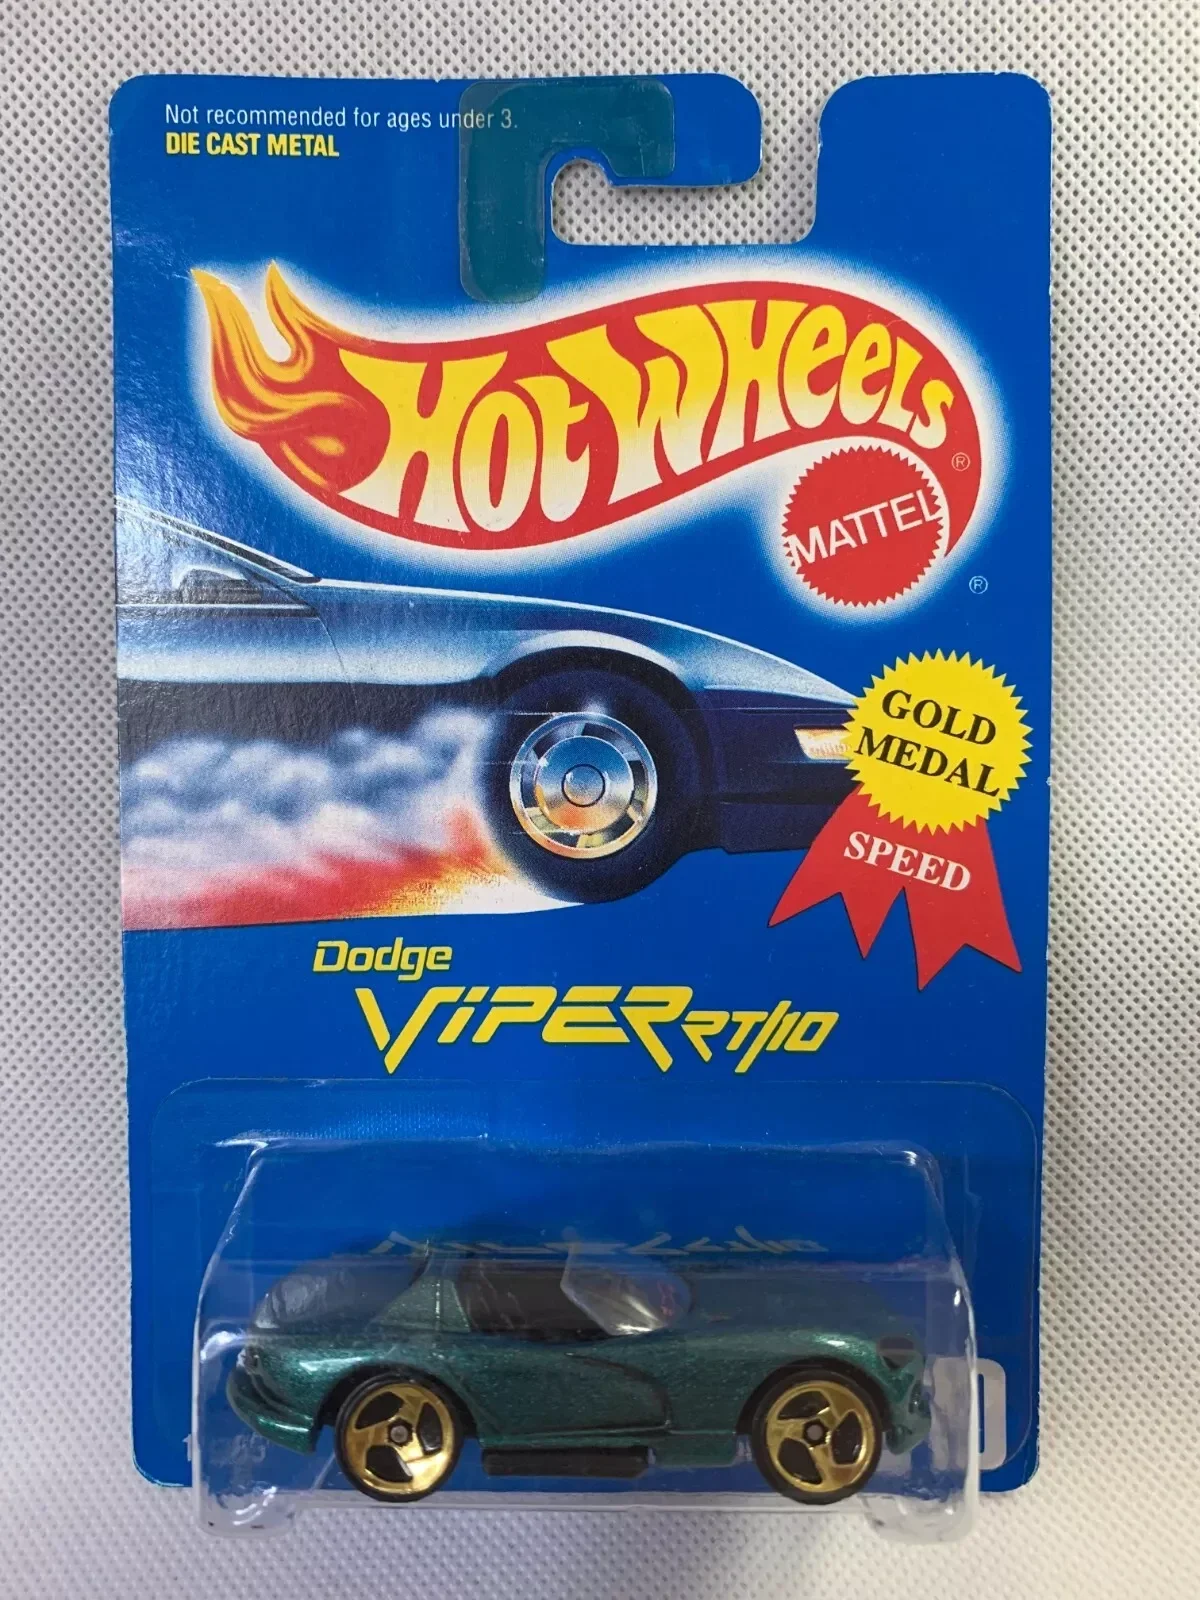 Not recommended for ages under 3.
DIE CAST METAL
HOT WHEELS ®
MATTEL
®
GOLD
MEDAL
SPEED
Dodge
VIPER RT/10